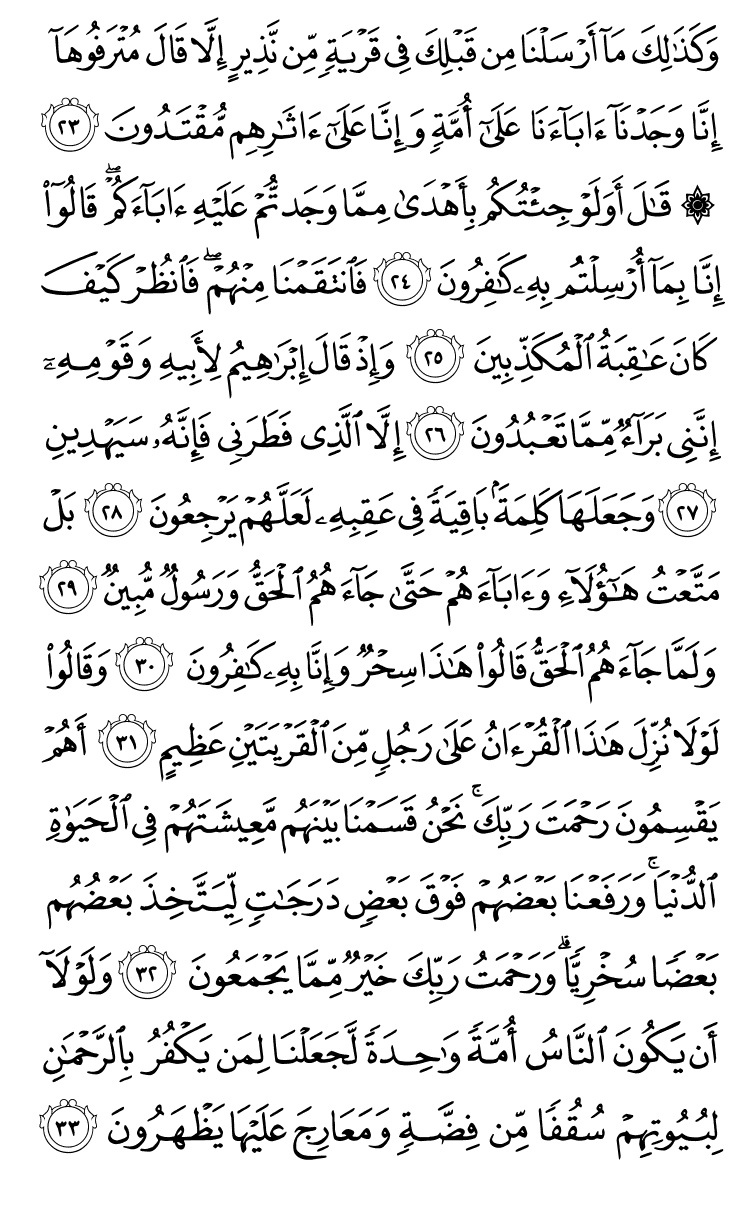 وَكَذَٰلِكَ مَآ أَرْسَلْنَا مِن قَبْلِكَ فِى قَرْيَةٍ مِّن نَّذِيرٍ إِلَّا قَالَ مُتْرَفُوهَآ
إِنَّا وَجَدْنَآ ءَابَآءَنَا عَلَىٰٓ أُمَّةٍ وَإِنَّا عَلَىٰٓ ءَاثَٰرِهِم مُّقْتَدُونَ ٢٣
۞ قَٰلَ أَوَلَوْ جِئْتُكُم بِأَهْدَىٰ مِمَّا وَجَدتُّمْ عَلَيْهِ ءَابَآءَكُمْ ۖ قَالُوٓا۟
إِنَّا بِمَآ أُرْسِلْتُم بِهِۦ كَٰفِرُونَ ٢٤ فَٱنتَقَمْنَا مِنْهُمْ ۖ فَٱنظُرْ كَيْفَ
كَانَ عَٰقِبَةُ ٱلْمُكَذِّبِينَ ٢٥ وَإِذْ قَالَ إِبْرَٰهِيمُ لِأَبِيهِ وَقَوْمِهِۦٓ
إِنَّنِى بَرَآءٌ مِّمَّا تَعْبُدُونَ ٢٦ إِلَّا ٱلَّذِى فَطَرَنِى فَإِنَّهُۥ سَيَهْدِينِ
٢٧ وَجَعَلَهَا كَلِمَةًۢ بَاقِيَةً فِى عَقِبِهِۦ لَعَلَّهُمْ يَرْجِعُونَ ٢٨ بَلْ
مَتَّعْتُ هَٰٓؤُلَآءِ وَءَابَآءَهُمْ حَتَّىٰ جَآءَهُمُ ٱلْحَقُّ وَرَسُولٌ مُّبِينٌ ٢٩
وَلَمَّا جَآءَهُمُ ٱلْحَقُّ قَالُوا۟ هَٰذَا سِحْرٌ وَإِنَّا بِهِۦ كَٰفِرُونَ ٣٠ وَقَالُوا۟
لَوْلَا نُزِّلَ هَٰذَا ٱلْقُرْءَانُ عَلَىٰ رَجُلٍ مِّنَ ٱلْقَرْيَتَيْنِ عَظِيمٍ ٣١ أَهُمْ
يَقْسِمُونَ رَحْمَتَ رَبِّكَ ۚ نَحْنُ قَسَمْنَا بَيْنَهُم مَّعِيشَتَهُمْ فِى ٱلْحَيَوٰةِ
ٱلدُّنْيَا ۚ وَرَفَعْنَا بَعْضَهُمْ فَوْقَ بَعْضٍ دَرَجَٰتٍ لِّيَتَّخِذَ بَعْضُهُم
بَعْضًا سُخْرِيًّا ۗ وَرَحْمَتُ رَبِّكَ خَيْرٌ مِّمَّا يَجْمَعُونَ ٣٢ وَلَوْلَآ
أَن يَكُونَ ٱلنَّاسُ أُمَّةً وَٰحِدَةً لَّجَعَلْنَا لِمَن يَكْفُرُ بِٱلرَّحْمَٰنِ
لِبُيُوتِهِمْ سُقُفًا مِّن فِضَّةٍ وَمَعَارِجَ عَلَيْهَا يَظْهَرُونَ ٣٣